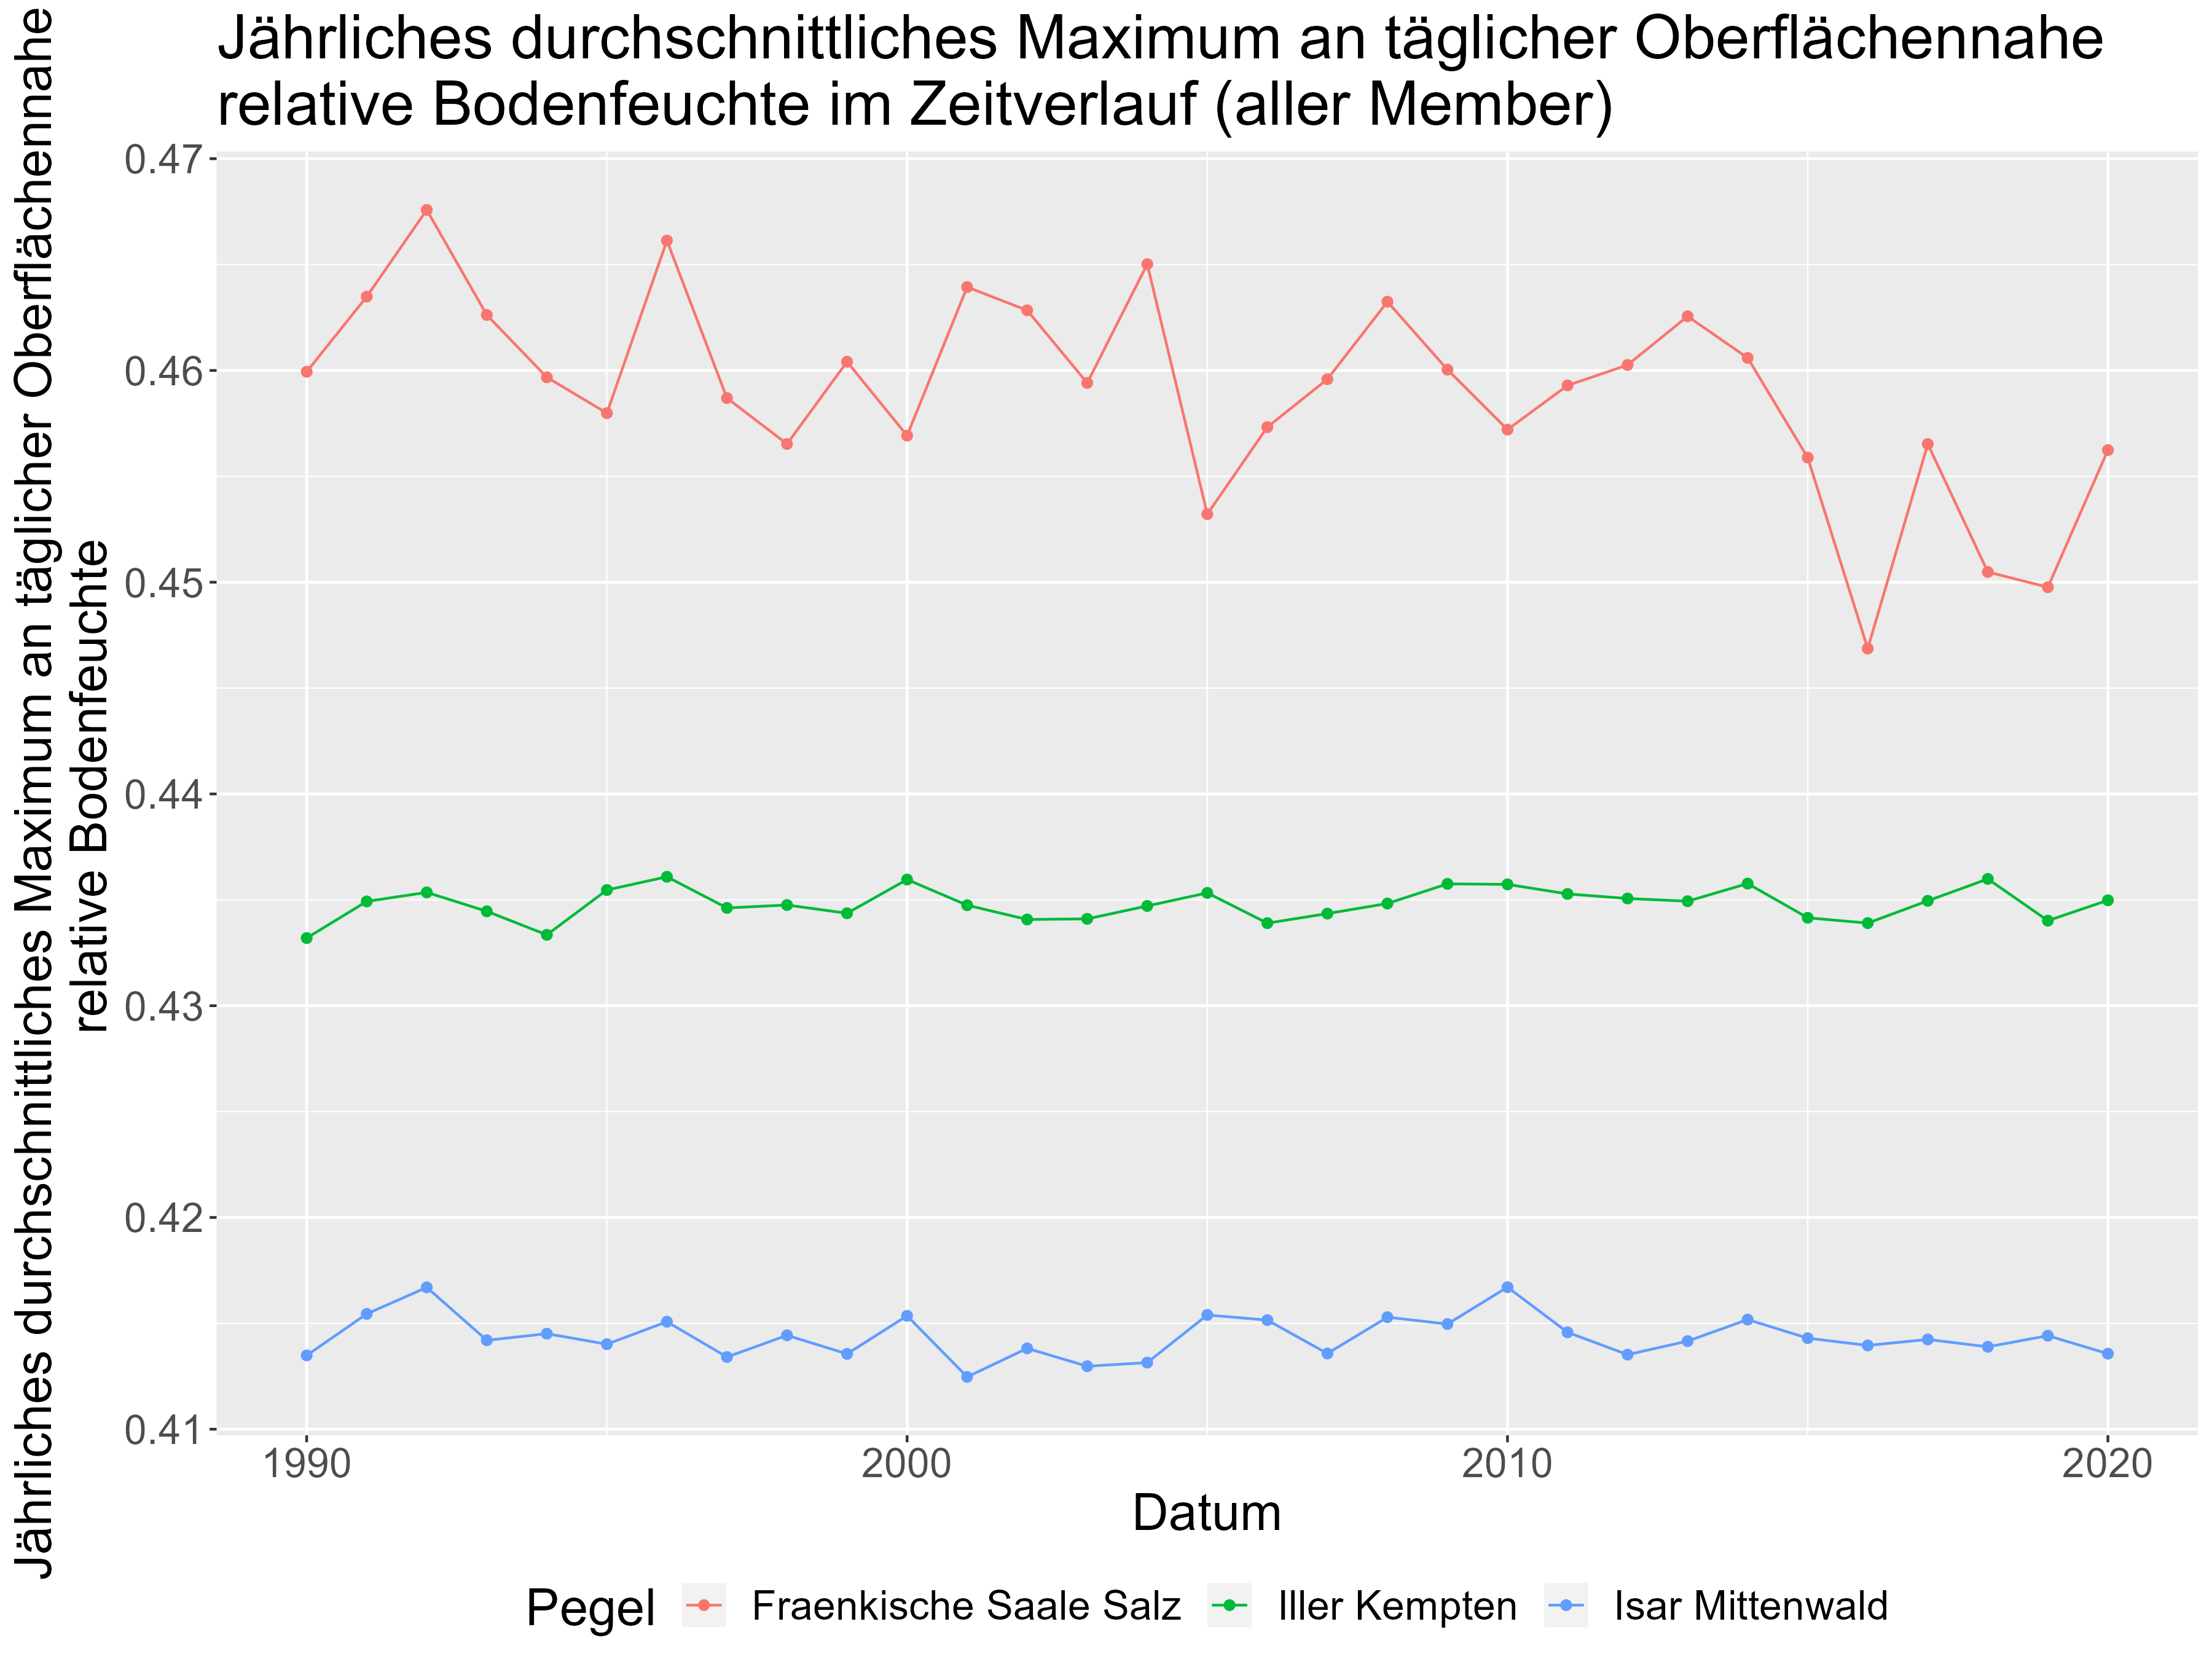 Jährliches durchschnittliches Maximum an täglicher Oberflächennahe
relative Bodenfeuchte im Zeitverlauf (aller Member)
Jährliches durchschnittliches Maximum an täglicher Oberflächennahe
relative Bodenfeuchte
0.47
0.46
0.45
0.44
0.43
0.42
0.41
1990 2000 2010 2020
Datum
Pegel Fraenkische Saale Salz Iller Kempten Isar Mittenwald